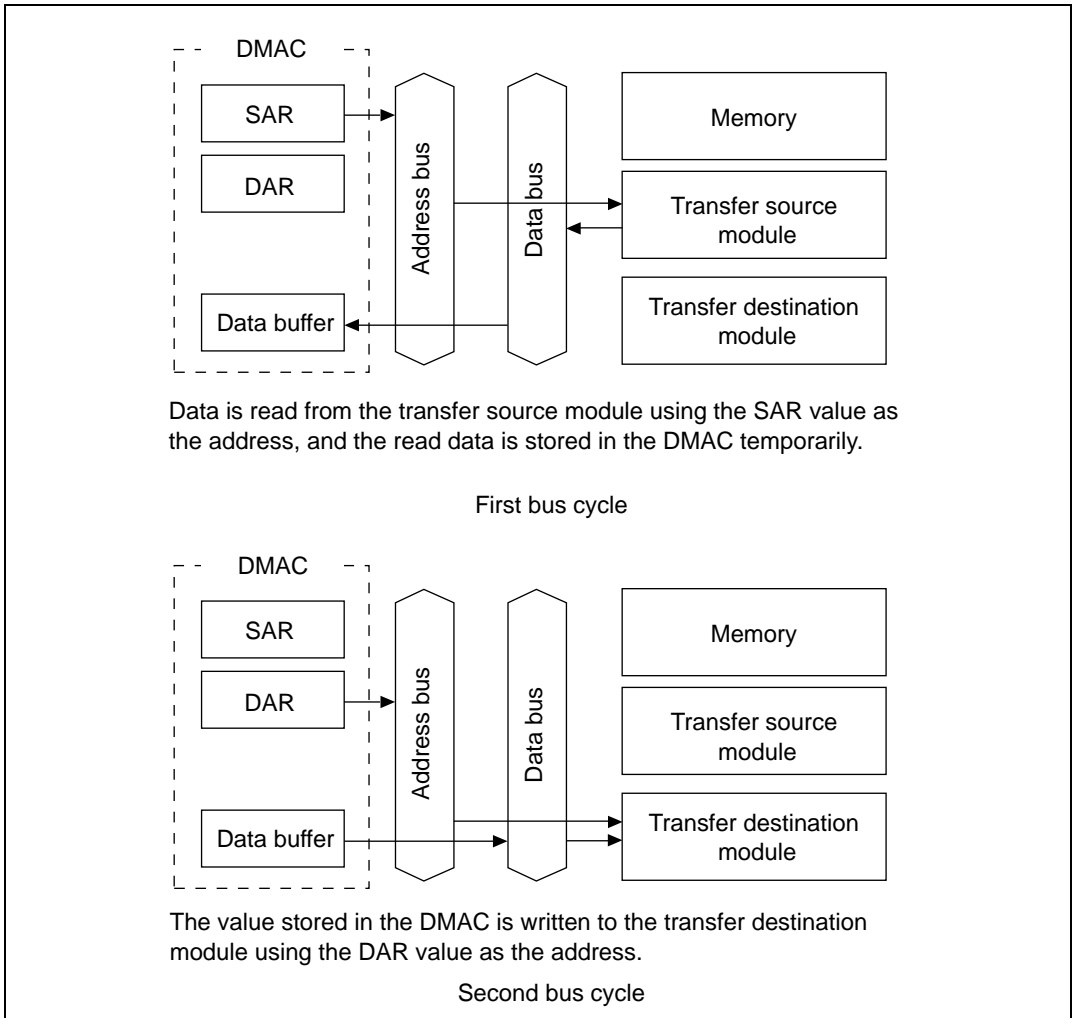 DMAC
SAR
DAR
Data buffer
Address bus
Data bus
Memory
Transfer source
module
Transfer destination
module
Data is read from the transfer source module using the SAR value as
the address, and the read data is stored in the DMAC temporarily.
First bus cycle
DMAC
SAR
DAR
Data buffer
Address bus
Data bus
Memory
Transfer source
module
Transfer destination
module
The value stored in the DMAC is written to the transfer destination
module using the DAR value as the address.
Second bus cycle